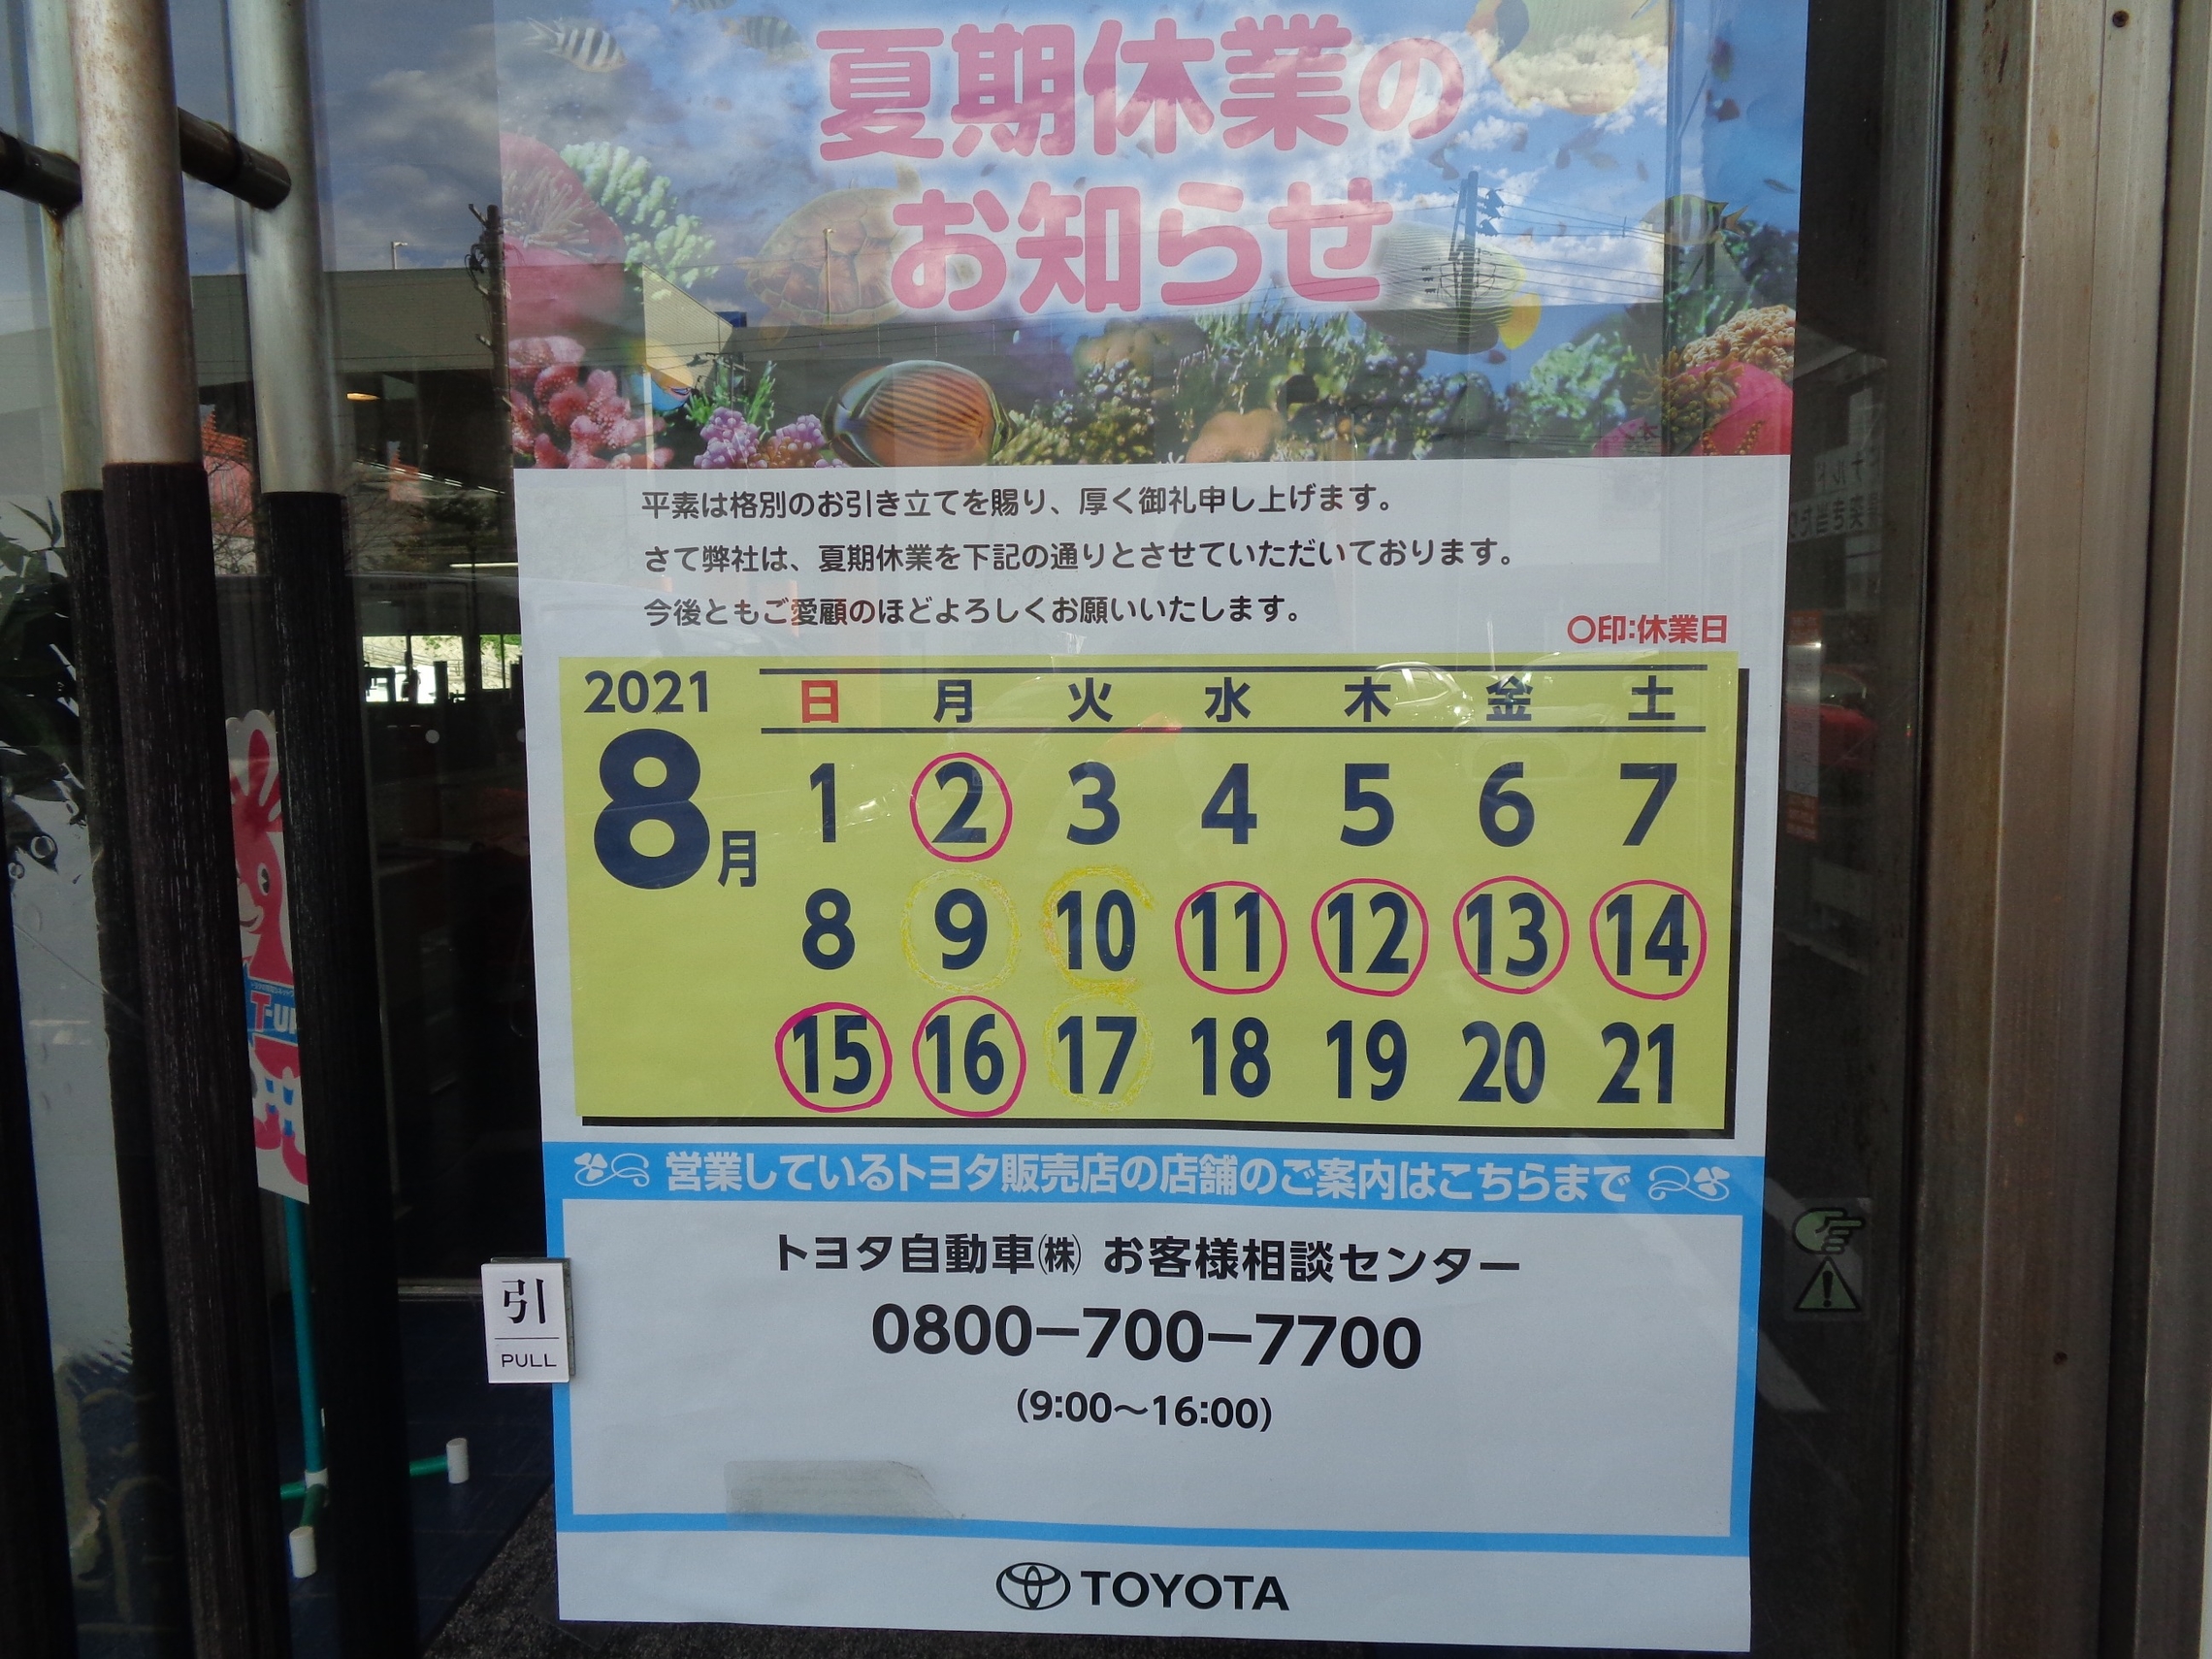 夏期休業の
お知らせ
平素は格別のお引き立てを賜り、厚く御礼申し上げます。
さて弊社は、夏期休業を下記の通りとさせていただいております。
今後ともご愛顧のほどよろしくお願いいたします。
〇印:休業日
2021
8月
日 月 火 水 木 金 土
1 2 3 4 5 6 7
8 9 10 11 12 13 14
15 16 17 18 19 20 21
営業しているトヨタ販売店の店舗のご案内はこちらまで
トヨタ自動車㈱ お客様相談センター
0800-700-7700
(9:00〜16:00)
TOYOTA
引
PULL
T-UP